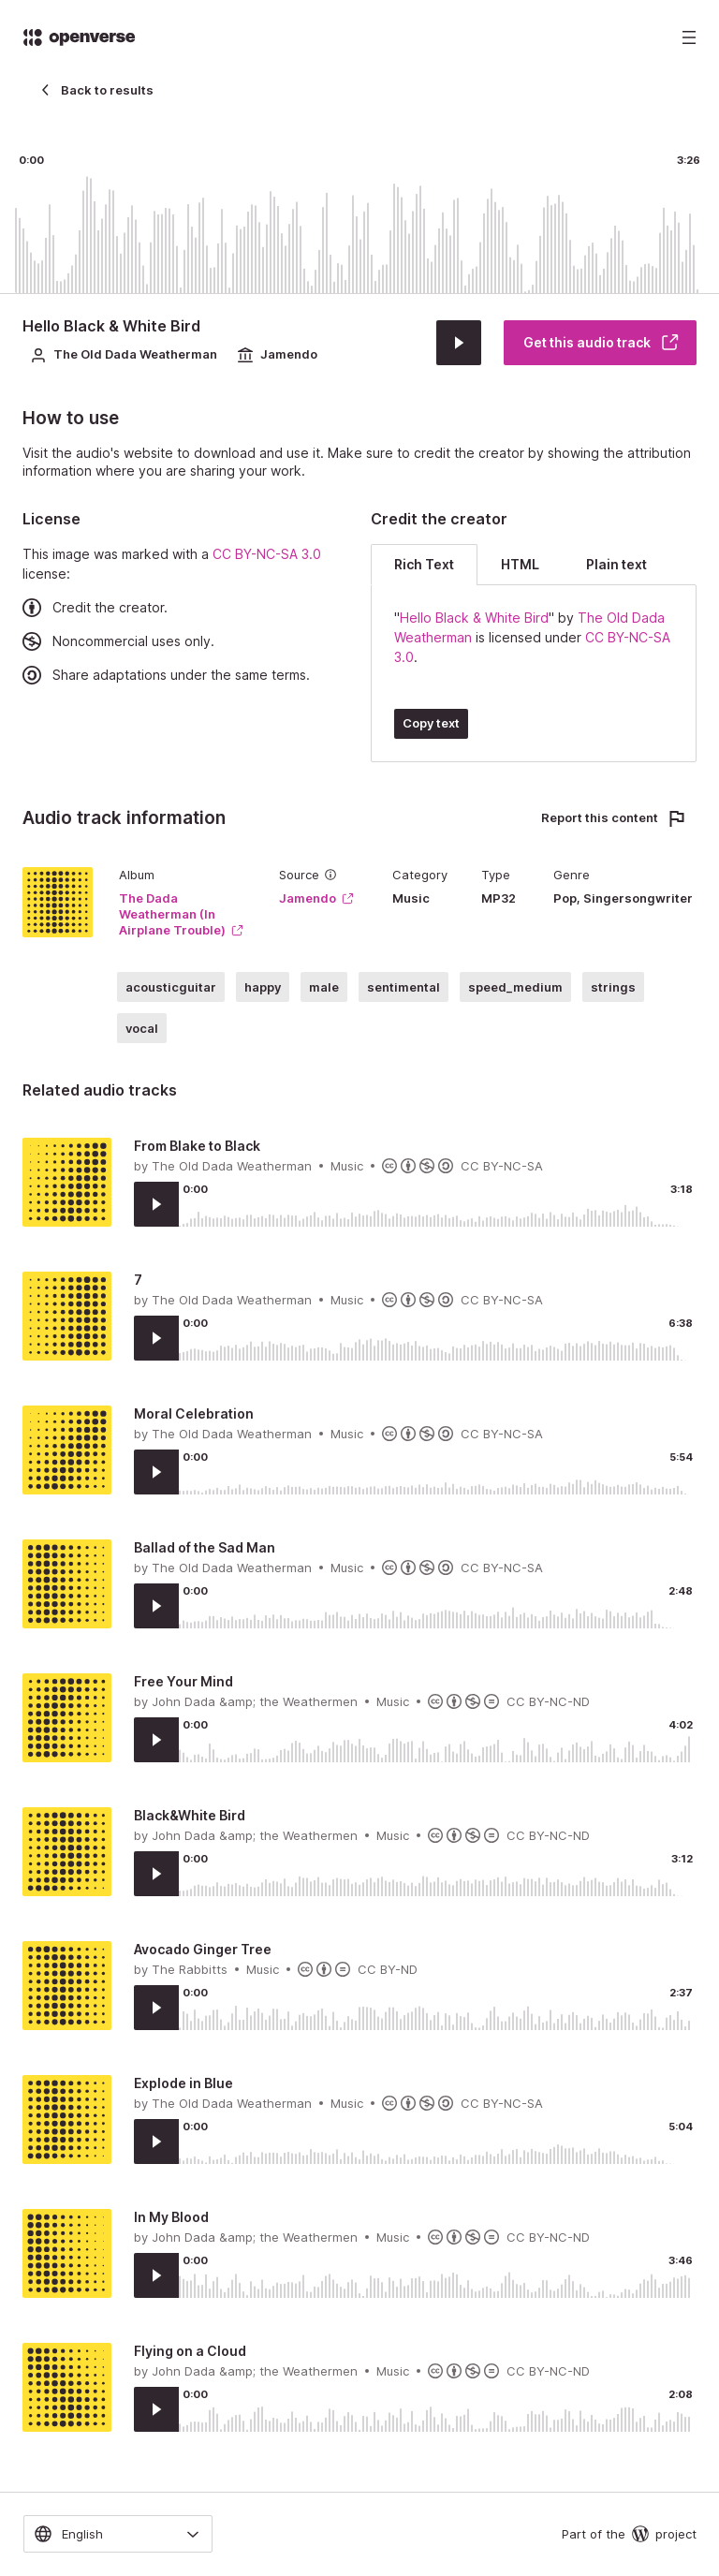 openverse
Back to results
0:00
3:26
Hello Black & White Bird
The Old Dada Weatherman
Jamendo
Get this audio track
How to use
Visit the audio's website to download and use it. Make sure to credit the creator by showing the attribution
information where you are sharing your work.
License
This image was marked with a CC BY-NC-SA 3.0
license:
Credit the creator.
Noncommercial uses only.
Share adaptations under the same terms.
Credit the creator
Rich Text
HTML
Plain text
"Hello Black & White Bird" by The Old Dada
Weatherman is licensed under CC BY-NC-SA
3.0.
Copy text
Audio track information
Report this content
Album
The Dada
Weatherman (In
Airplane Trouble)
Source
Jamendo
Category
Music
Type
MP32
Genre
Pop, Singersongwriter
acousticguitar
happy
male
sentimental
speed_medium
strings
vocal
Related audio tracks
From Blake to Black
by The Old Dada Weatherman • Music • CC BY-NC-SA
0:00
3:18
7
by The Old Dada Weatherman • Music • CC BY-NC-SA
0:00
6:38
Moral Celebration
by The Old Dada Weatherman • Music • CC BY-NC-SA
0:00
5:54
Ballad of the Sad Man
by The Old Dada Weatherman • Music • CC BY-NC-SA
0:00
2:48
Free Your Mind
by John Dada &amp; the Weathermen • Music • CC BY-NC-ND
0:00
4:02
Black&White Bird
by John Dada &amp; the Weathermen • Music • CC BY-NC-ND
0:00
3:12
Avocado Ginger Tree
by The Rabbitts • Music • CC BY-ND
0:00
2:37
Explode in Blue
by The Old Dada Weatherman • Music • CC BY-NC-SA
0:00
5:04
In My Blood
by John Dada &amp; the Weathermen • Music • CC BY-NC-ND
0:00
3:46
Flying on a Cloud
by John Dada &amp; the Weathermen • Music • CC BY-NC-ND
0:00
2:08
English
Part of the
project